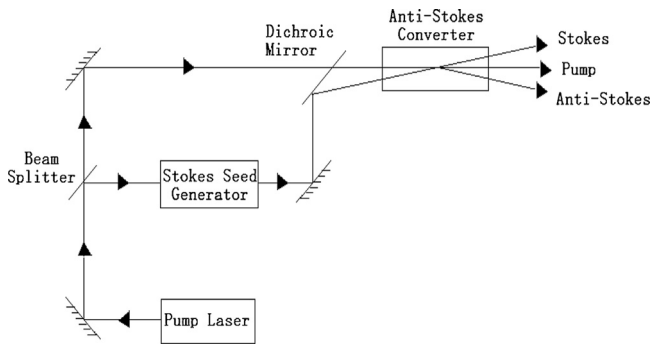 Dichroic
Mirror
Anti-Stokes
Converter
Stokes
Pump
Anti-Stokes
Beam
Splitter
Stokes Seed
Generator
Pump Laser